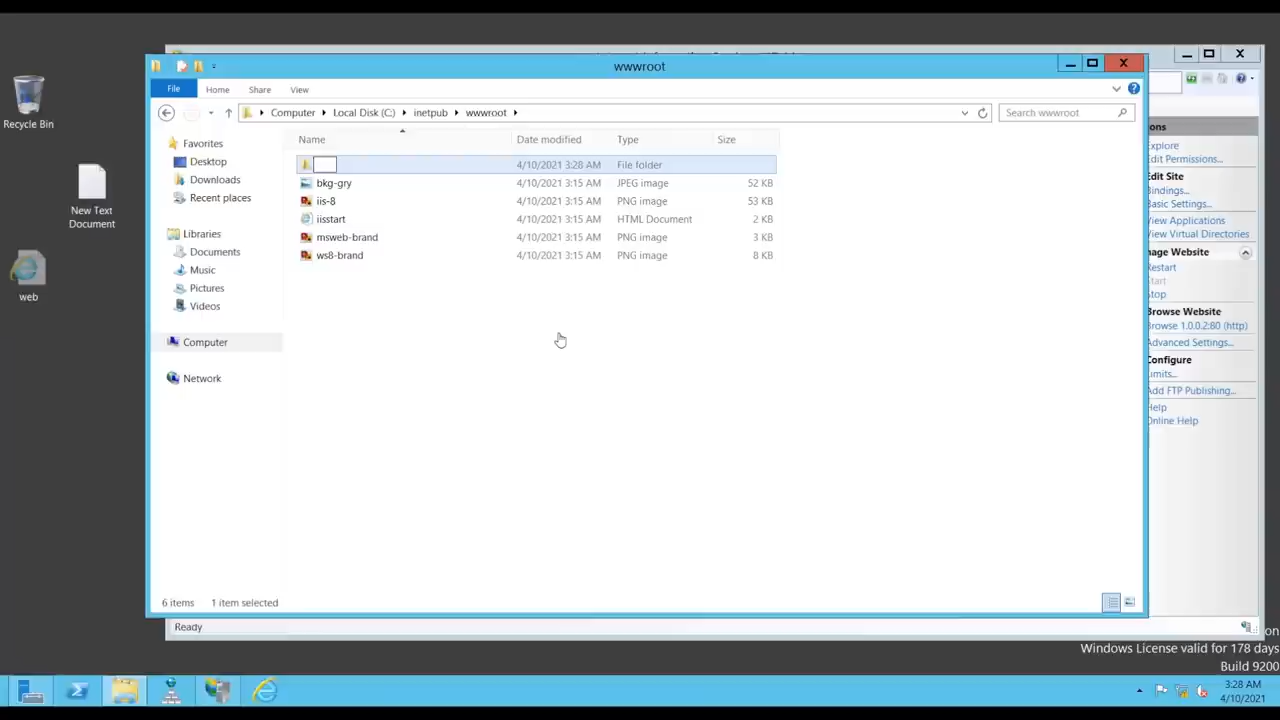 Recycle Bin
New Text
Document
web
wwwroot
File
Home
Share
View
Computer
Local Disk (C:)
inetpub
wwwroot
Search wwwroot
Favorites
Desktop
Downloads
Recent places
Libraries
Documents
Music
Pictures
Videos
Computer
Network
Name
Date modified
Type
Size
4/10/2021 3:28 AM
File folder
bkg-gry
4/10/2021 3:15 AM
JPEG image
52 KB
iis-8
4/10/2021 3:15 AM
PNG image
53 KB
iisstart
4/10/2021 3:15 AM
HTML Document
2 KB
msweb-brand
4/10/2021 3:15 AM
PNG image
3 KB
ws8-brand
4/10/2021 3:15 AM
PNG image
8 KB
6 items
1 item selected
Ready
ons
Explore
Edit Permissions...
Edit Site
Bindings...
Basic Settings...
View Applications
View Virtual Directories
nage Website
Restart
Start
Stop
Browse Website
Browse 1.0.0.2:80 (http)
Advanced Settings...
Configure
Limits...
Add FTP Publishing...
Help
Online Help
on
Windows License valid for 178 days
Build 9200
3:28 AM
4/10/2021